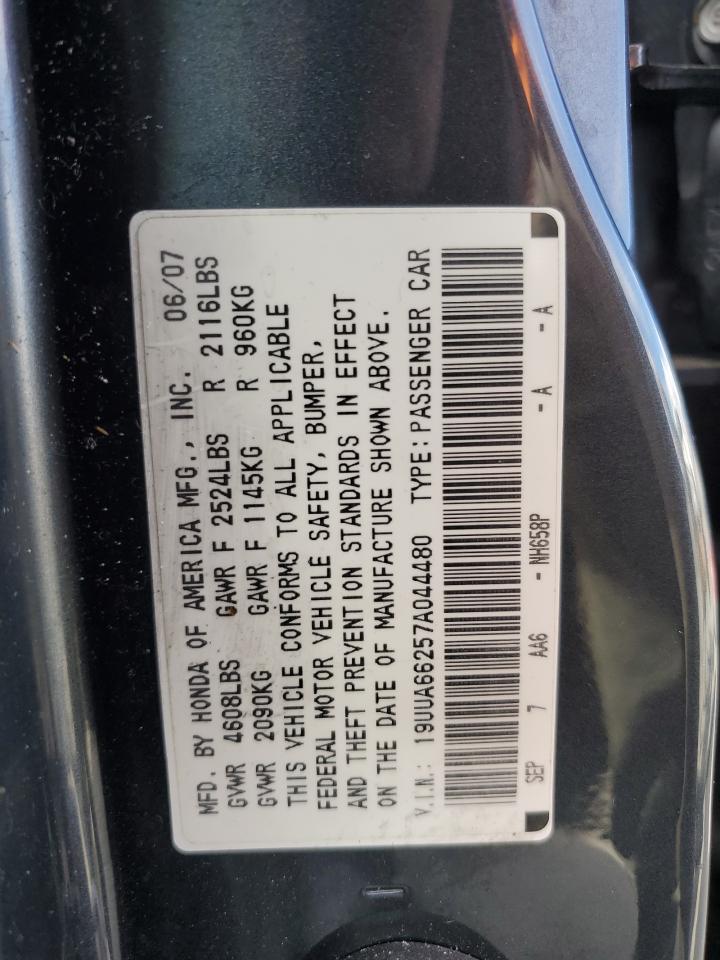 MFD. BY HONDA OF AMERICA MFG., INC. 06/07
GVWR 4608LBS GAWR F 2524LBS R 2116LBS
GVWR 2090KG GAWR F 1145KG R 960KG
THIS VEHICLE CONFORMS TO ALL APPLICABLE
FEDERAL MOTOR VEHICLE SAFETY, BUMPER,
AND THEFT PREVENTION STANDARDS IN EFFECT
ON THE DATE OF MANUFACTURE SHOWN ABOVE.
V.I.N.: 19UUA66257A044480 TYPE: PASSENGER CAR
SEP 7 AA6 - NH658P - A - A